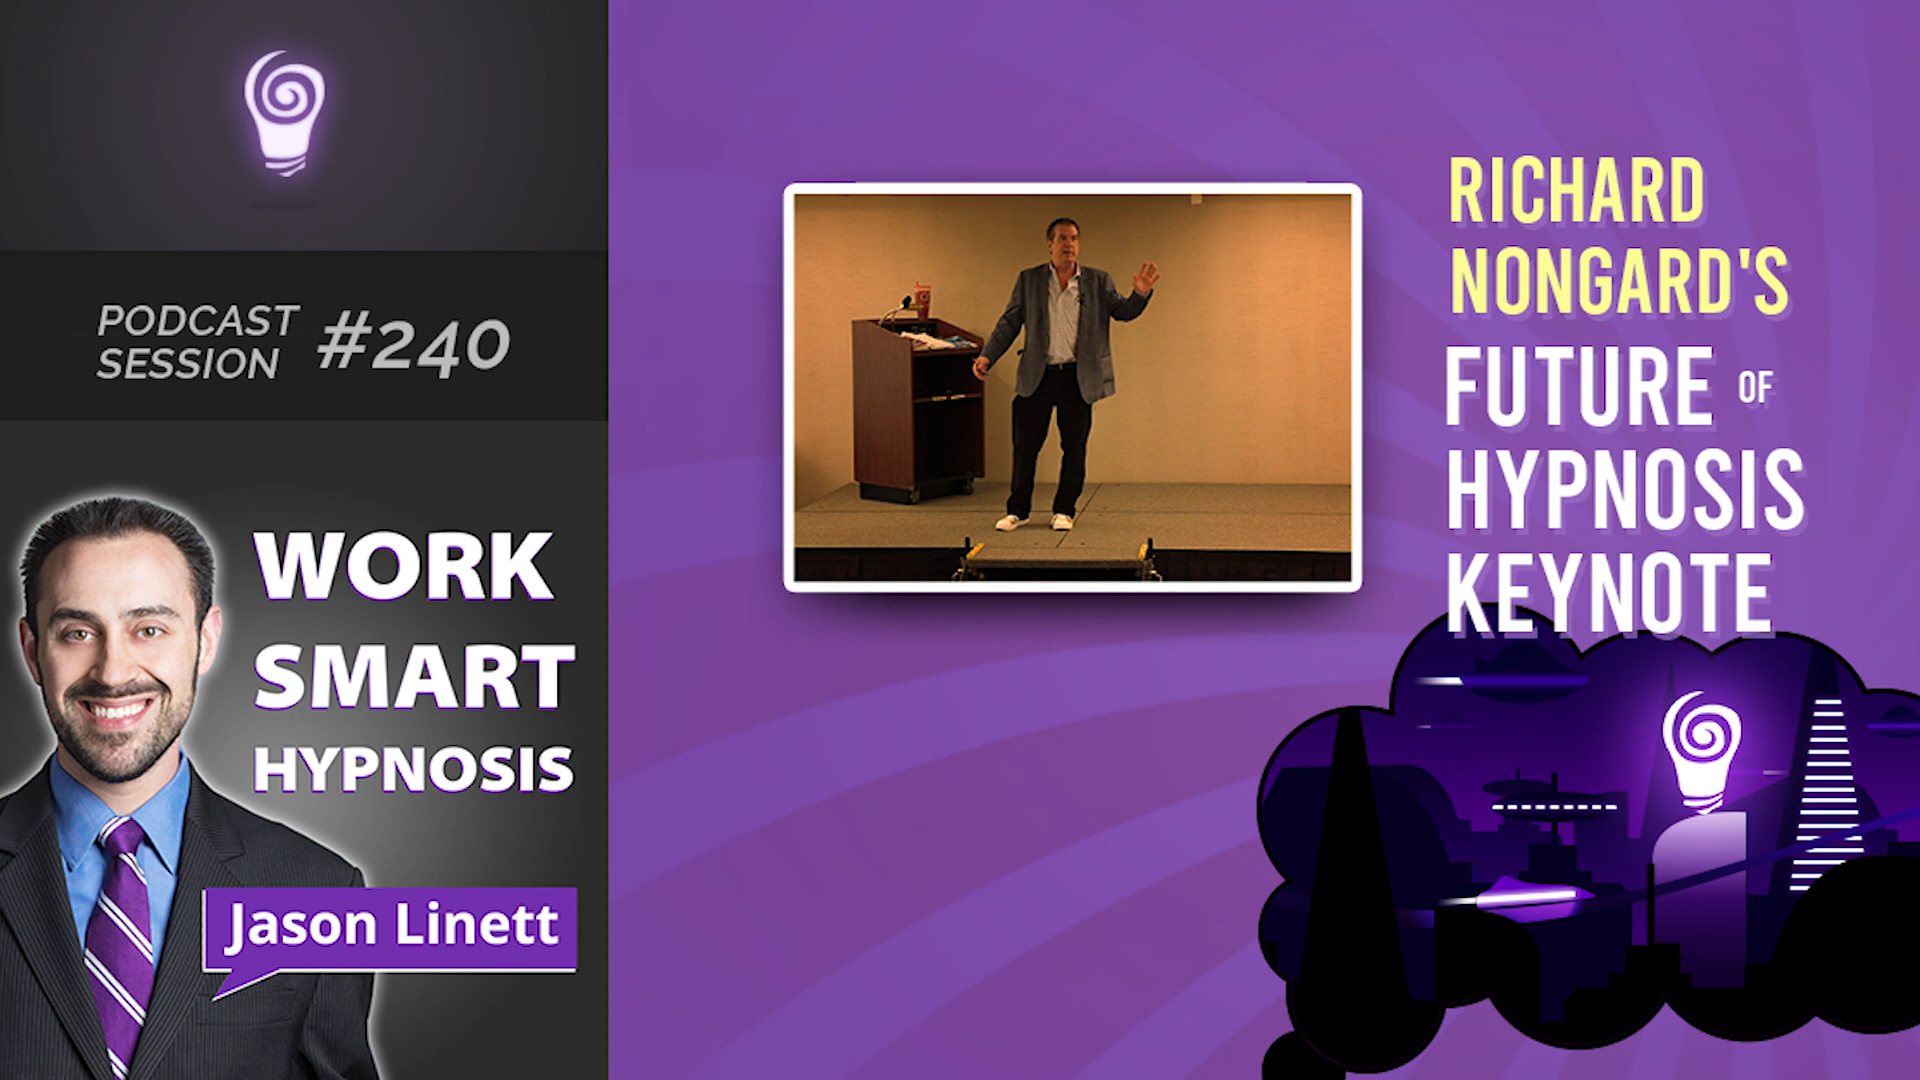 PODCAST
SESSION
#240
WORK
SMART
HYPNOSIS
Jason Linett
RICHARD
NONGARD'S
FUTURE OF
HYPNOSIS
KEYNOTE